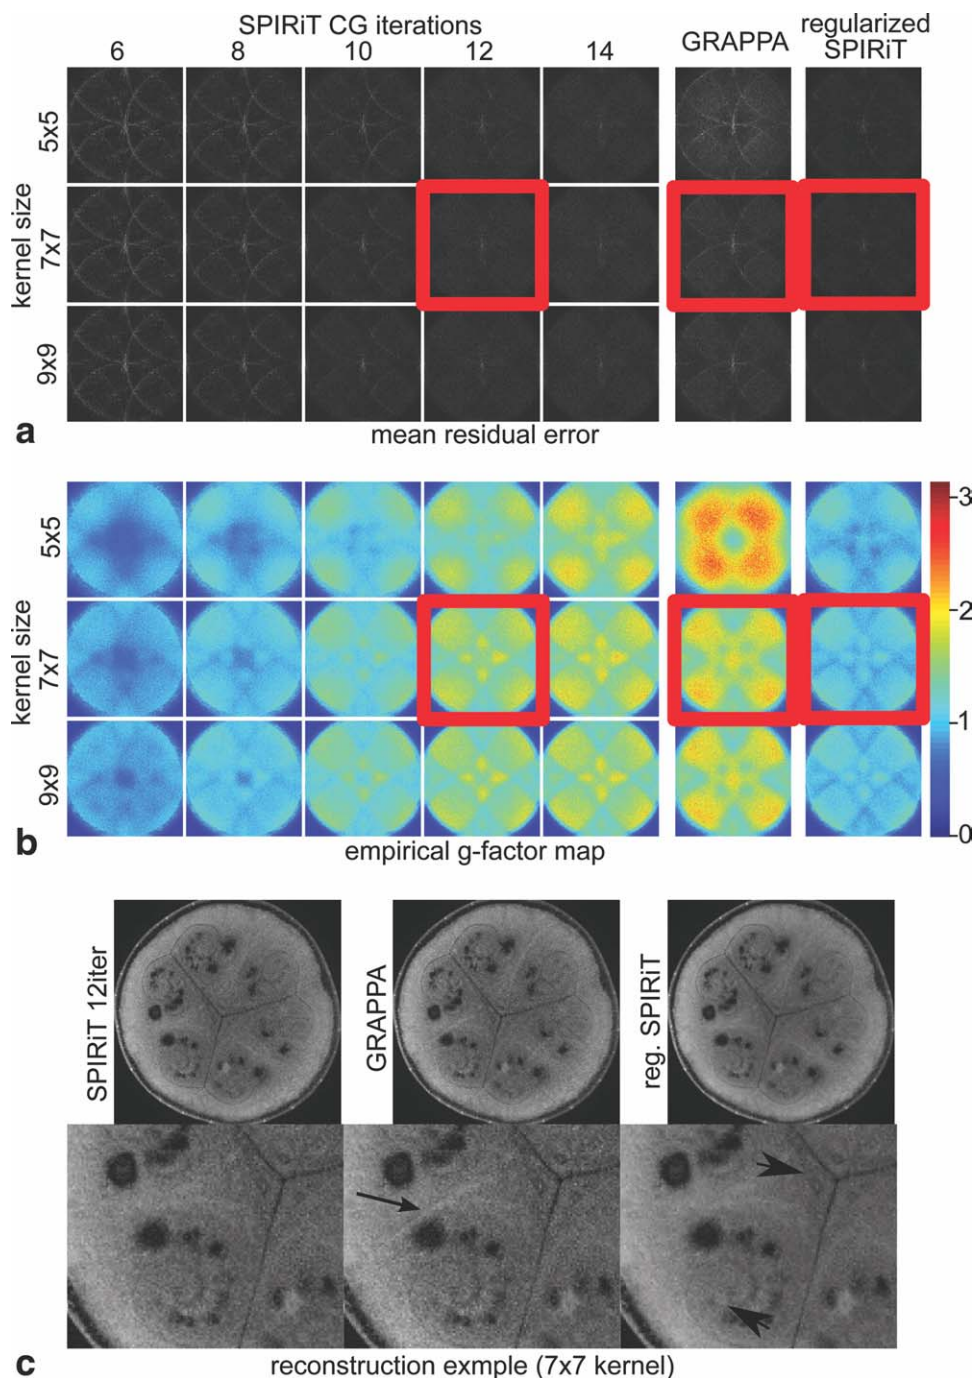 SPIRiT CG iterations
6 8 10 12 14
GRAPPA
regularized
SPIRiT
kernel size
5x5
7x7
9x9
a
mean residual error
kernel size
5x5
7x7
9x9
3
2
1
0
b
empirical g-factor map
SPIRiT 12iter
GRAPPA
reg. SPIRiT
c
reconstruction exmple (7x7 kernel)